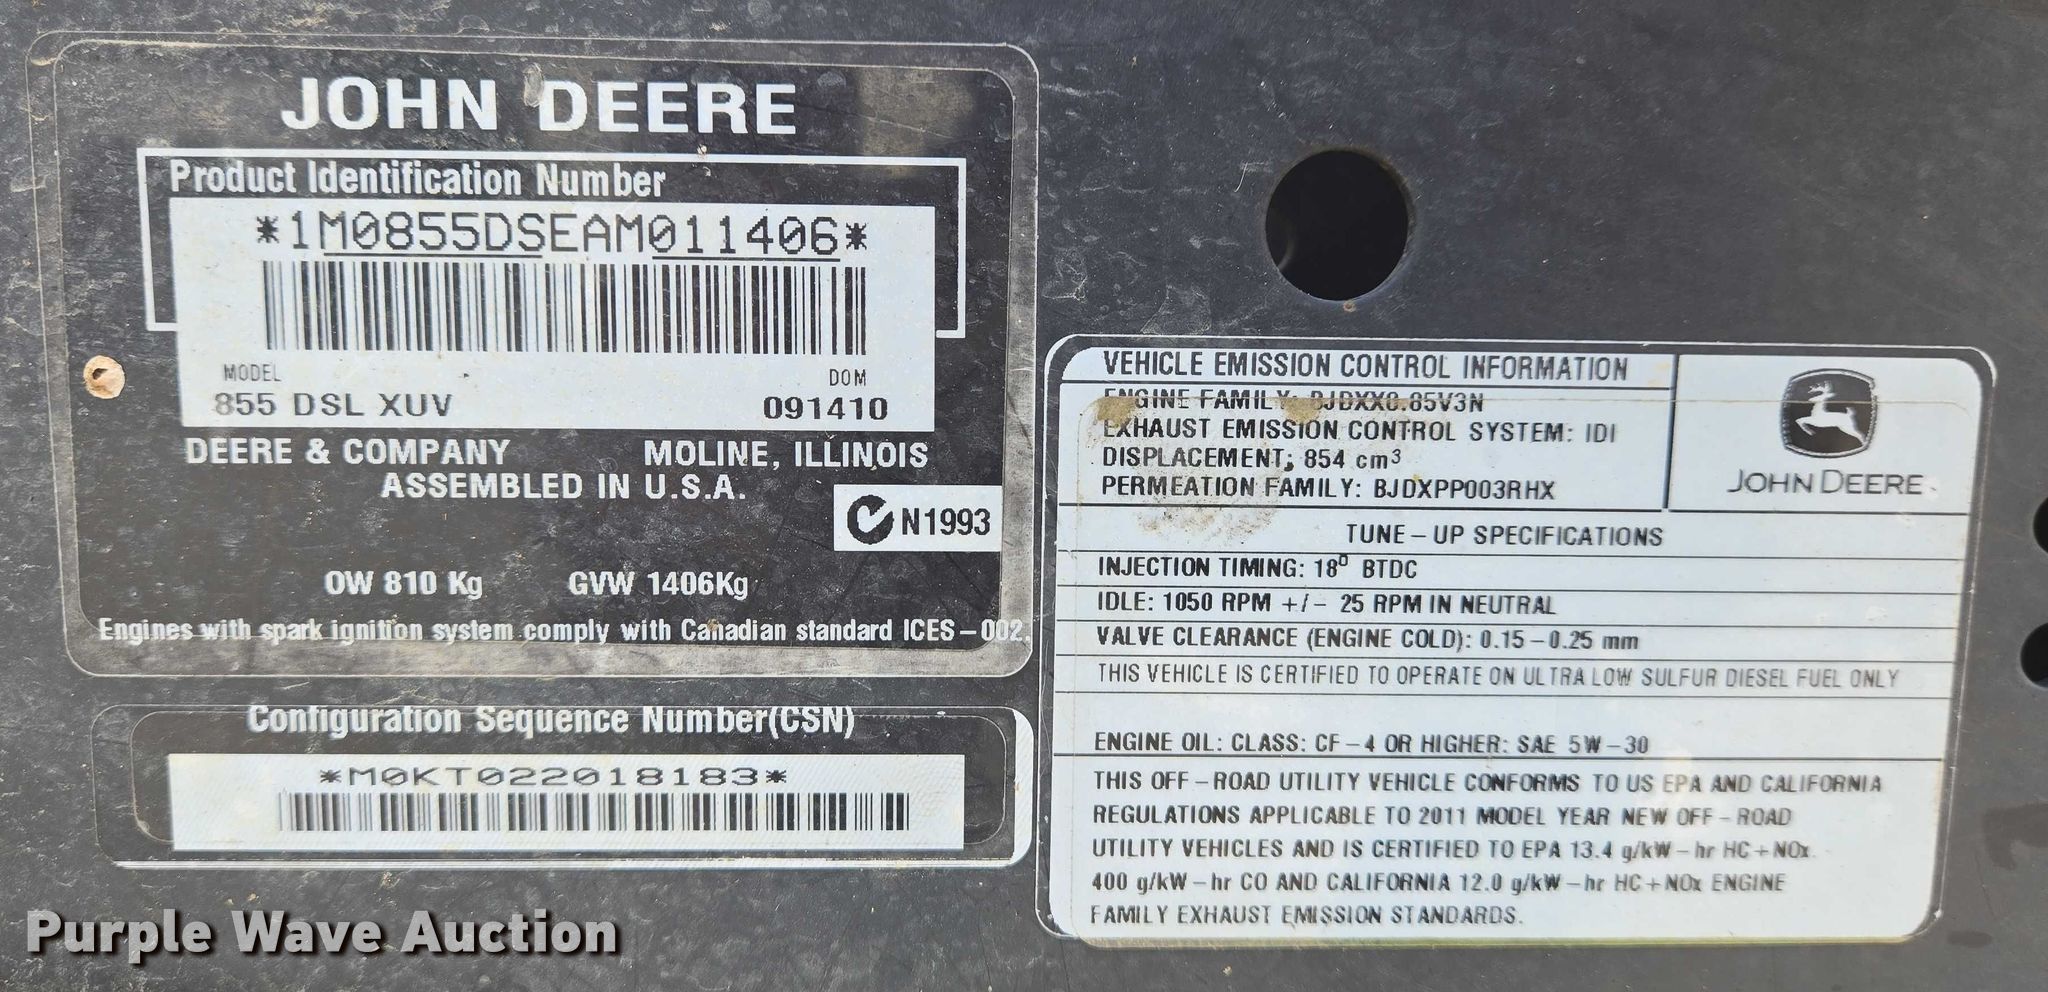 JOHN DEERE
Product Identification Number
*1M0855DSEAM011406*
MODEL DOM
855 DSL XUV 091410
DEERE & COMPANY MOLINE, ILLINOIS
ASSEMBLED IN U.S.A.
N1993
OW 810 Kg GVW 1406Kg
Engines with spark ignition system comply with Canadian standard ICES-002.
Configuration Sequence Number(CSN)
*M0KT022018183*
VEHICLE EMISSION CONTROL INFORMATION
ENGINE FAMILY: BJDXX0.85V3N
EXHAUST EMISSION CONTROL SYSTEM: IDI
DISPLACEMENT; 854 cm³
PERMEATION FAMILY: BJDXPP003RHX
JOHN DEERE
TUNE-UP SPECIFICATIONS
INJECTION TIMING: 18° BTDC
IDLE: 1050 RPM +/- 25 RPM IN NEUTRAL
VALVE CLEARANCE (ENGINE COLD): 0.15-0.25 mm
THIS VEHICLE IS CERTIFIED TO OPERATE ON ULTRA LOW SULFUR DIESEL FUEL ONLY
ENGINE OIL: CLASS: CF-4 OR HIGHER: SAE 5W-30
THIS OFF-ROAD UTILITY VEHICLE CONFORMS TO US EPA AND CALIFORNIA
REGULATIONS APPLICABLE TO 2011 MODEL YEAR NEW OFF-ROAD
UTILITY VEHICLES AND IS CERTIFIED TO EPA 13.4 g/kW-hr HC+NOx
400 g/kW-hr CO AND CALIFORNIA 12.0 g/kW-hr HC+NOx ENGINE
FAMILY EXHAUST EMISSION STANDARDS.
Purple Wave Auction